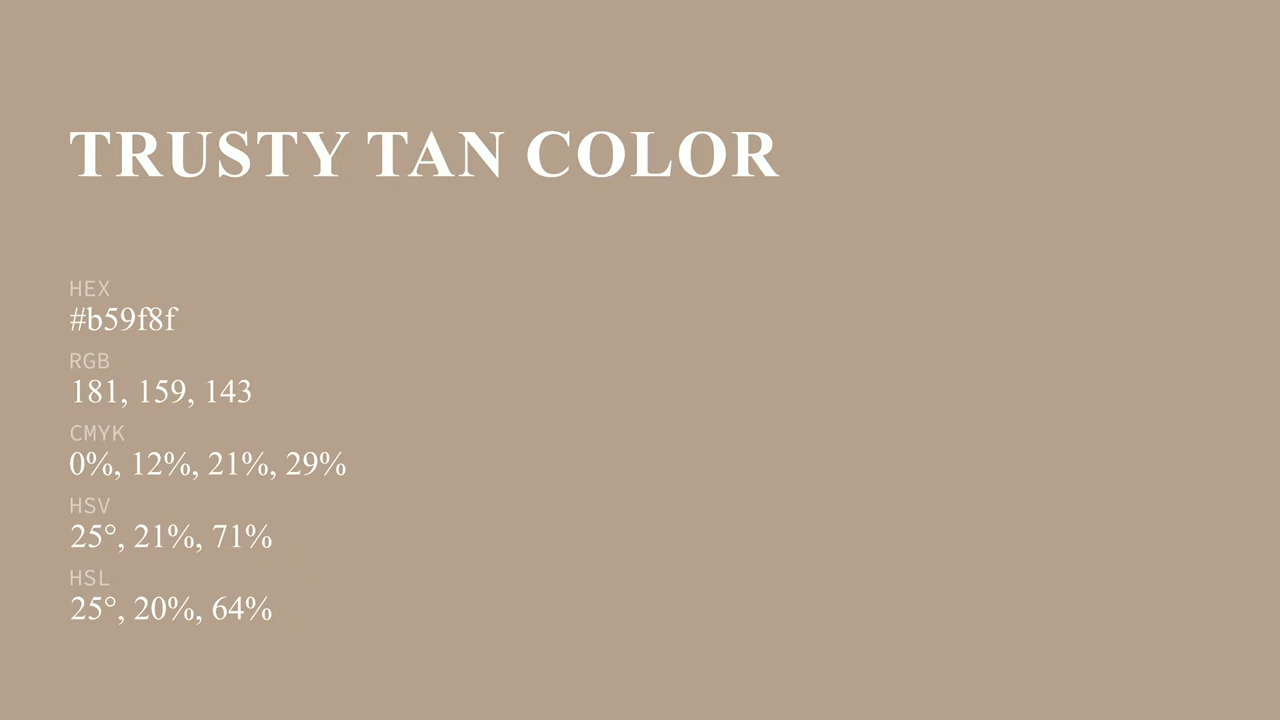 TRUSTY TAN COLOR
HEX
#b59f8f
RGB
181, 159, 143
CMYK
0%, 12%, 21%, 29%
HSV
25°, 21%, 71%
HSL
25°, 20%, 64%